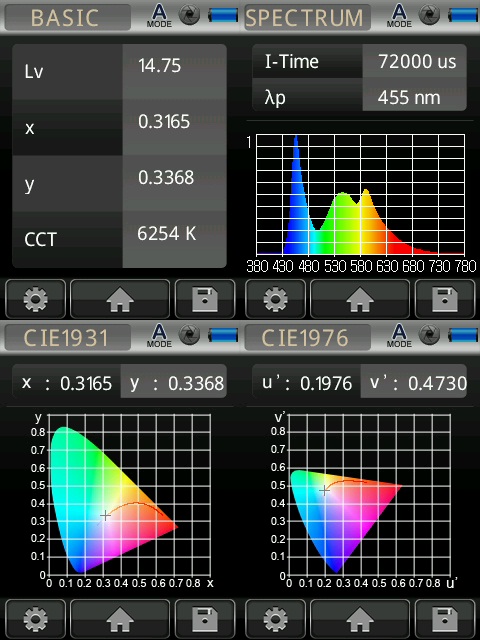 BASIC
A
MODE
Lv 14.75
x 0.3165
y 0.3368
CCT 6254 K
SPECTRUM
A
MODE
I-Time 72000 us
λp 455 nm
1
380 430 480 530 580 630 680 730 780
CIE1931
A
MODE
x : 0.3165 y : 0.3368
y
0.8
0.7
0.6
0.5
0.4
0.3
0.2
0.1
0
0 0.1 0.2 0.3 0.4 0.5 0.6 0.7 0.8 x
CIE1976
A
MODE
u' : 0.1976 v' : 0.4730
v'
0.8
0.7
0.6
0.5
0.4
0.3
0.2
0.1
0
0 0.1 0.2 0.3 0.4 0.5 0.6 0.7 0.8 u'